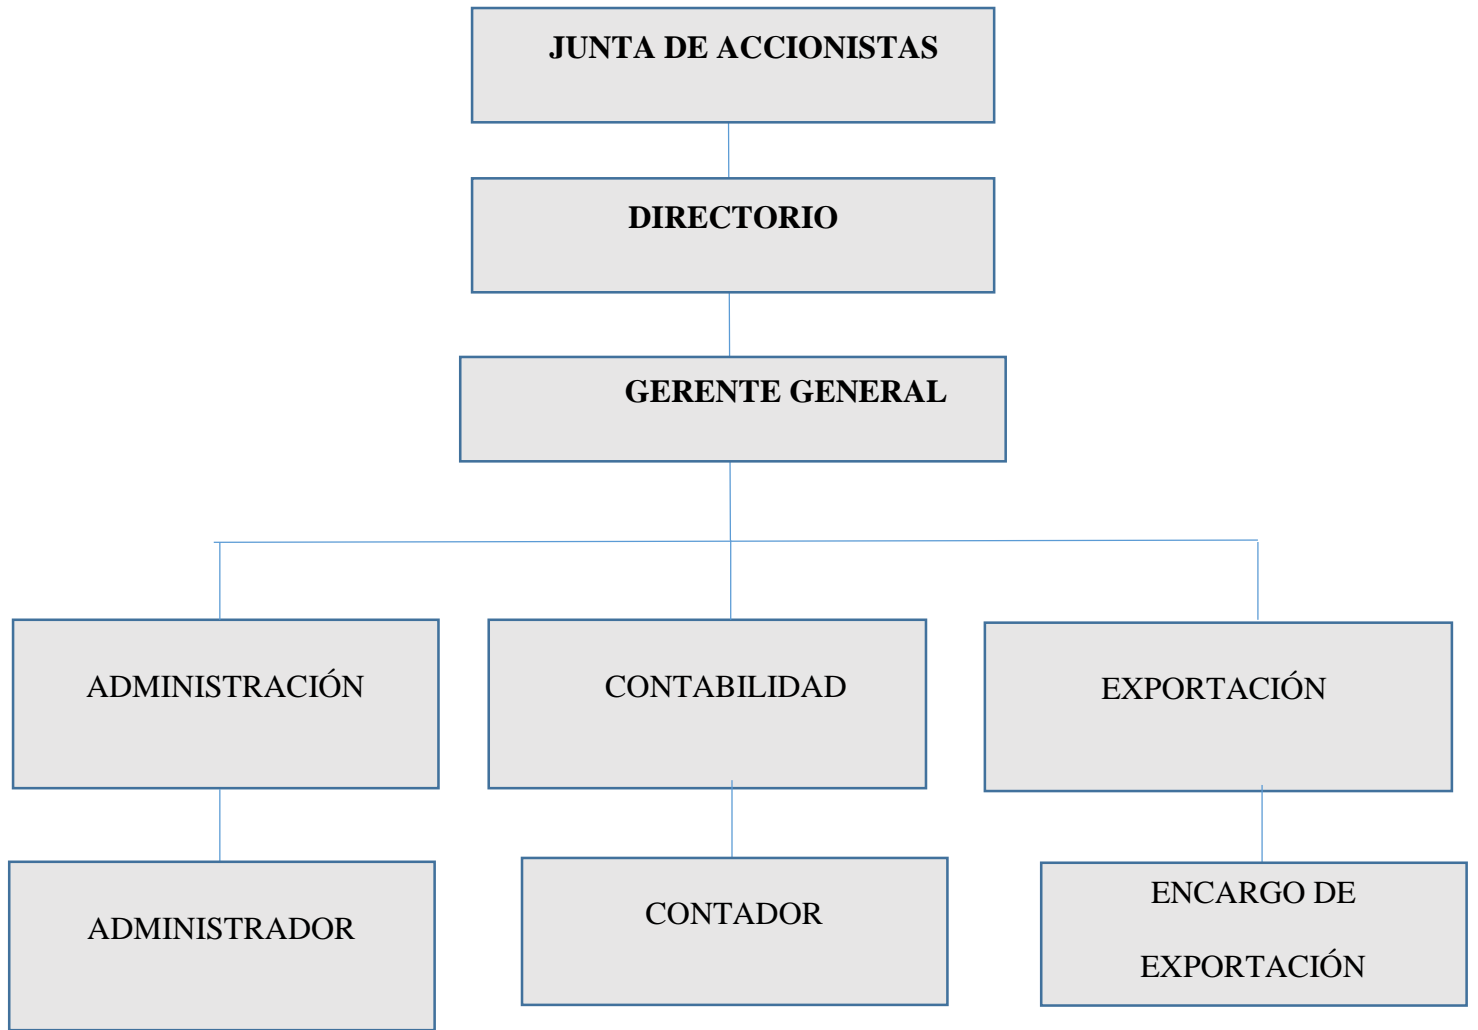 JUNTA DE ACCIONISTAS
DIRECTORIO
GERENTE GENERAL
ADMINISTRACIÓN
CONTABILIDAD
EXPORTACIÓN
ADMINISTRADOR
CONTADOR
ENCARGO DE
EXPORTACIÓN